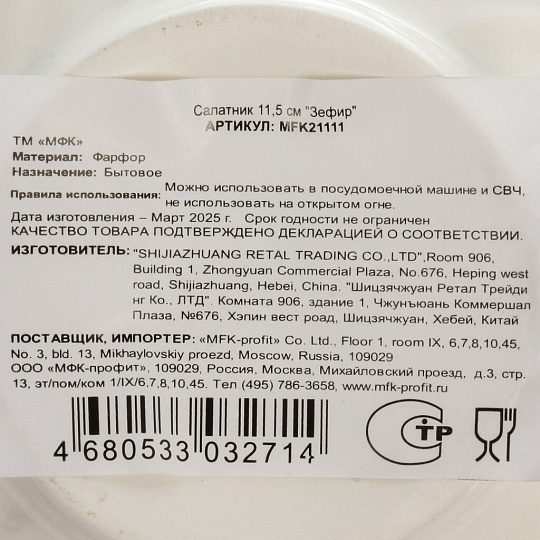 Салатник 11,5 см "Зефир"
АРТИКУЛ: MFK21111
ТМ «МФК»
Материал: Фарфор
Назначение: Бытовое
Правила использования: Можно использовать в посудомоечной машине и СВЧ,
не использовать на открытом огне.
Дата изготовления – Март 2025 г. Срок годности не ограничен
КАЧЕСТВО ТОВАРА ПОДТВЕРЖДЕНО ДЕКЛАРАЦИЕЙ О СООТВЕТСТВИИ.
ИЗГОТОВИТЕЛЬ: "SHIJIAZHUANG RETAL TRADING CO.,LTD",Room 906,
Building 1, Zhongyuan Commercial Plaza, No.676, Heping west
road, Shijiazhuang, Hebei, China. "Шицзячжуан Ретал Трейди
нг Ко., ЛТД". Комната 906, здание 1, Чжунъюань Коммершал
Плаза, №676, Хэпин вест роад, Шицзячжуан, Хебей, Китай
ПОСТАВЩИК, ИМПОРТЕР: «MFK-profit» Co. Ltd., Floor 1, room IX, 6,7,8,10,45,
No. 3, bld. 13, Mikhaylovskiy proezd, Moscow, Russia, 109029
ООО «МФК-профит», 109029, Россия, Москва, Михайловский проезд, д.3, стр.
13, эт/пом/ком 1/IX/6,7,8,10,45. Тел (495) 786-3658, www.mfk-profit.ru
4 680533 032714
СТР